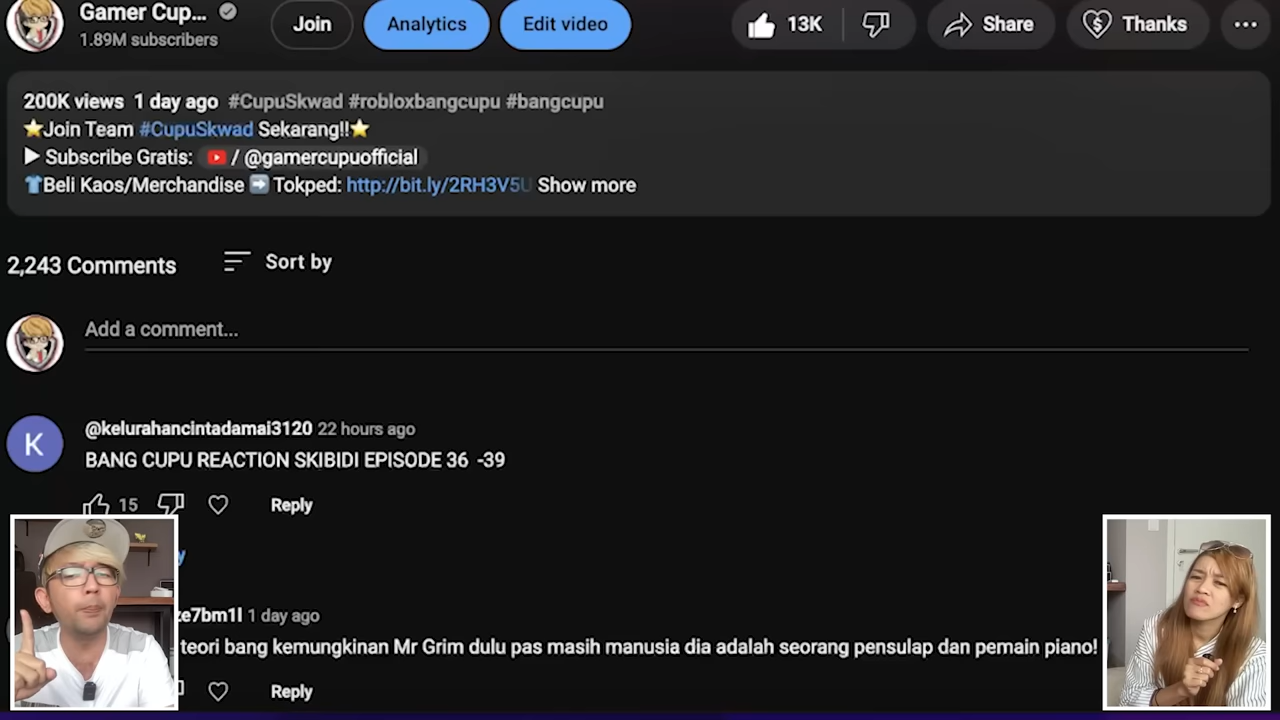 Gamer Cup...
1.89M subscribers
Join
Analytics
Edit video
13K
Share
Thanks
200K views 1 day ago #CupuSkwad #robloxbangcupu #bangcupu
⭐Join Team #CupuSkwad Sekarang!!⭐
▶ Subscribe Gratis: / @gamercupuofficial
👕Beli Kaos/Merchandise ➡️ Tokped: http://bit.ly/2RH3V5U Show more
2,243 Comments
Sort by
Add a comment...
K
@kelurahancintadamai3120 22 hours ago
BANG CUPU REACTION SKIBIDI EPISODE 36 -39
15
Reply
ze7bm1l 1 day ago
teori bang kemungkinan Mr Grim dulu pas masih manusia dia adalah seorang pensulap dan pemain piano!
Reply